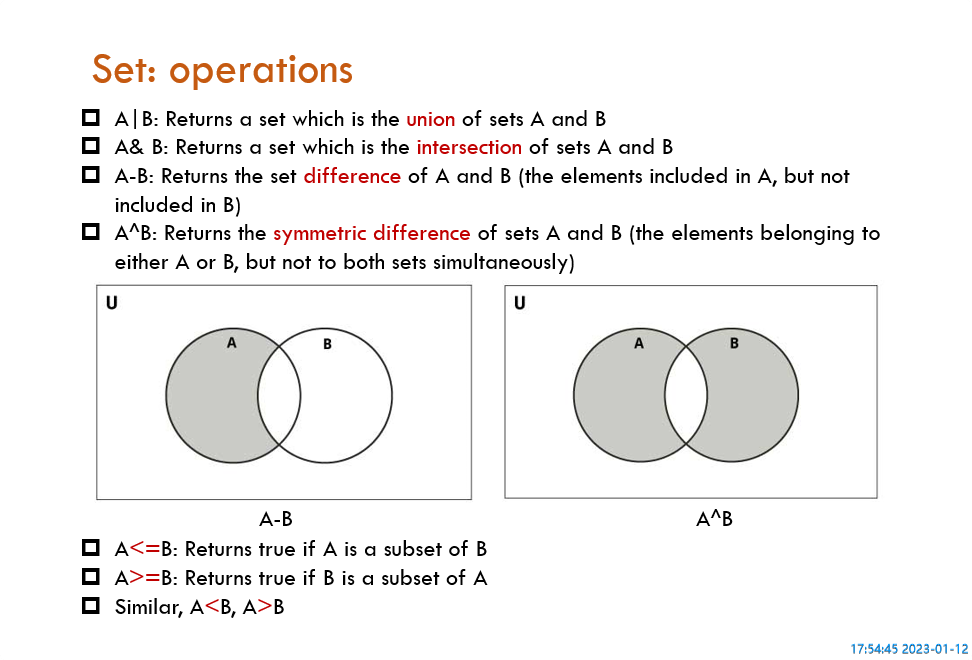 Set: operations
A|B: Returns a set which is the union of sets A and B
A& B: Returns a set which is the intersection of sets A and B
A-B: Returns the set difference of A and B (the elements included in A, but not
included in B)
A^B: Returns the symmetric difference of sets A and B (the elements belonging to
either A or B, but not to both sets simultaneously)
U
A B
U
A B
A-B
A^B
A<=B: Returns true if A is a subset of B
A>=B: Returns true if B is a subset of A
Similar, A<B, A>B
17:54:45 2023-01-12